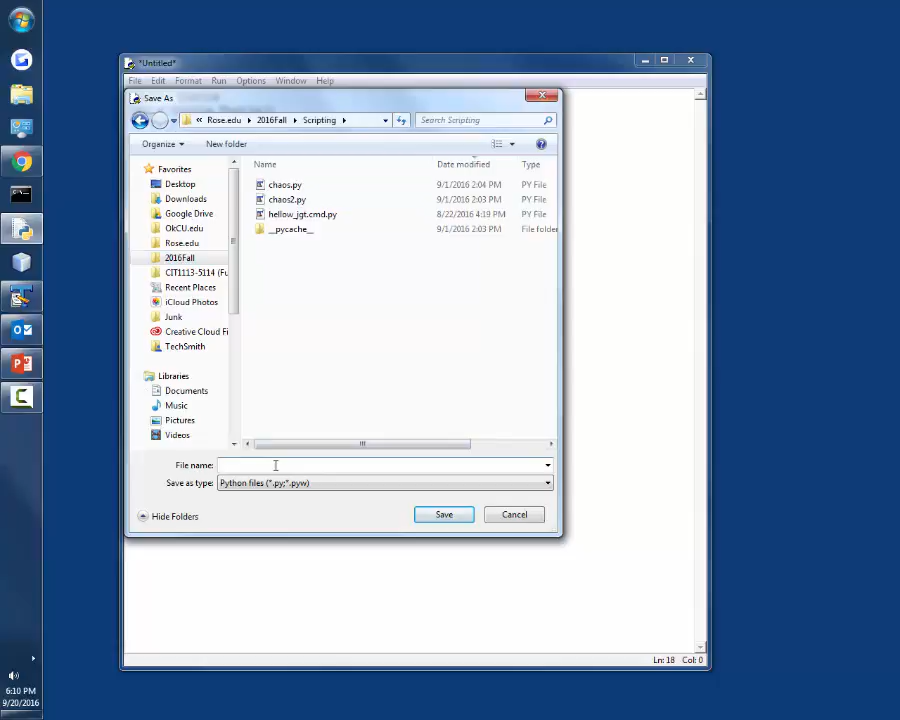 *Untitled*
File Edit Format Run Options Window Help
Save As
« Rose.edu 2016Fall Scripting
Search Scripting
Organize New folder
Name Date modified Type
chaos.py 9/1/2016 2:04 PM PY File
chaos2.py 9/1/2016 2:03 PM PY File
hellow_jgt.cmd.py 8/22/2016 4:19 PM PY File
__pycache__ 9/1/2016 2:03 PM File folder
Favorites
Desktop
Downloads
Google Drive
OkCU.edu
Rose.edu
2016Fall
CIT1113-5114 (Fu
Recent Places
iCloud Photos
Junk
Creative Cloud Fi
TechSmith
Libraries
Documents
Music
Pictures
Videos
File name:
Save as type: Python files (*.py;*.pyw)
Hide Folders
Save Cancel
Ln: 18 Col: 0
6:10 PM
9/20/2016